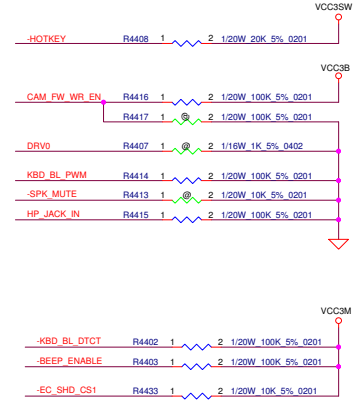 VCC3SW
-HOTKEY R4408 1 2 1/20W_20K_5%_0201
VCC3B
CAM_FW_WR_EN R4416 1 2 1/20W_100K_5%_0201
R4417 1 @ 2 1/20W_100K_5%_0201
DRV0 R4407 1 @ 2 1/16W_1K_5%_0402
KBD_BL_PWM R4414 1 2 1/20W_100K_5%_0201
-SPK_MUTE R4413 1 @ 2 1/20W_10K_5%_0201
HP_JACK_IN R4415 1 2 1/20W_100K_5%_0201
VCC3M
-KBD_BL_DTCT R4402 1 2 1/20W_100K_5%_0201
-BEEP_ENABLE R4403 1 2 1/20W_100K_5%_0201
-EC_SHD_CS1 R4433 1 2 1/20W_10K_5%_0201